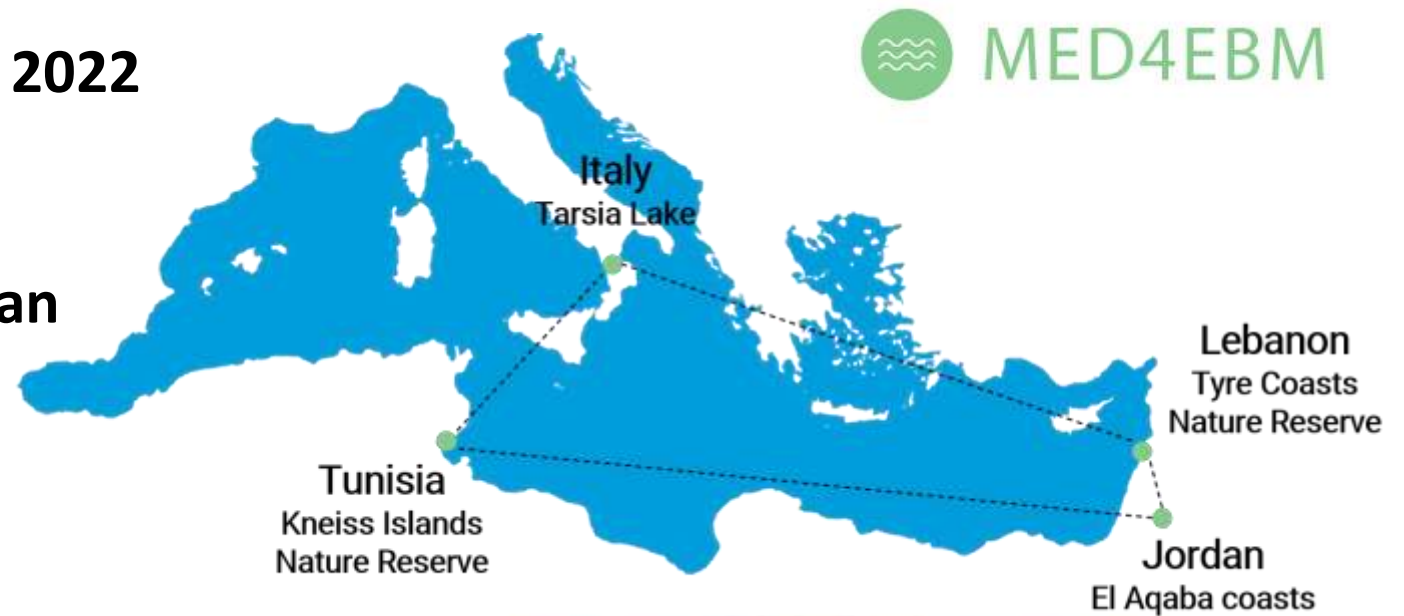 2022
MED4EBM
Italy
Tarsia Lake
an
Lebanon
Tyre Coasts
Nature Reserve
Tunisia
Kneiss Islands
Nature Reserve
Jordan
El Aqaba coasts